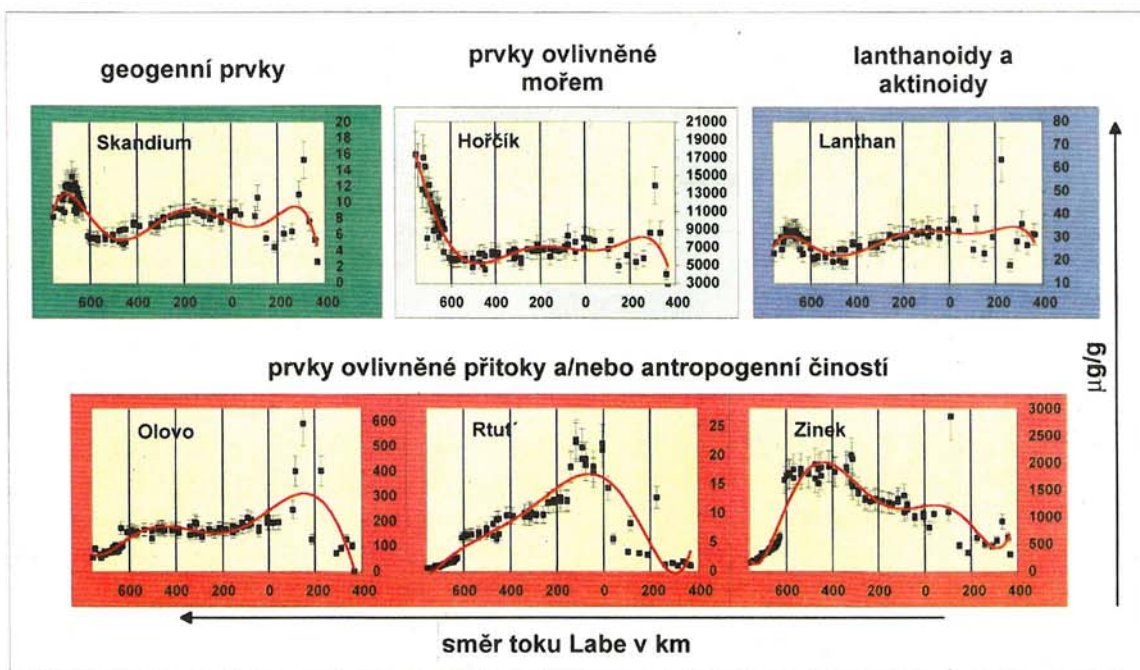 geogenní prvky
prvky ovlivněné
mořem
lanthanoidy a
aktinoidy
Skandium
20
18
16
14
12
10
8
6
4
2
0
600 400 200 0 200 400
Hořčík
21000
19000
17000
15000
13000
11000
9000
7000
5000
3000
600 400 200 0 200 400
Lanthan
80
70
60
50
40
30
20
10
600 400 200 0 200 400
µg/g
prvky ovlivněné přitoky a/nebo antropogenní čiností
Olovo
600
500
400
300
200
100
0
600 400 200 0 200 400
Rtuť
25
20
15
10
5
0
600 400 200 0 200 400
Zinek
3000
2500
2000
1500
1000
500
0
600 400 200 0 200 400
směr toku Labe v km